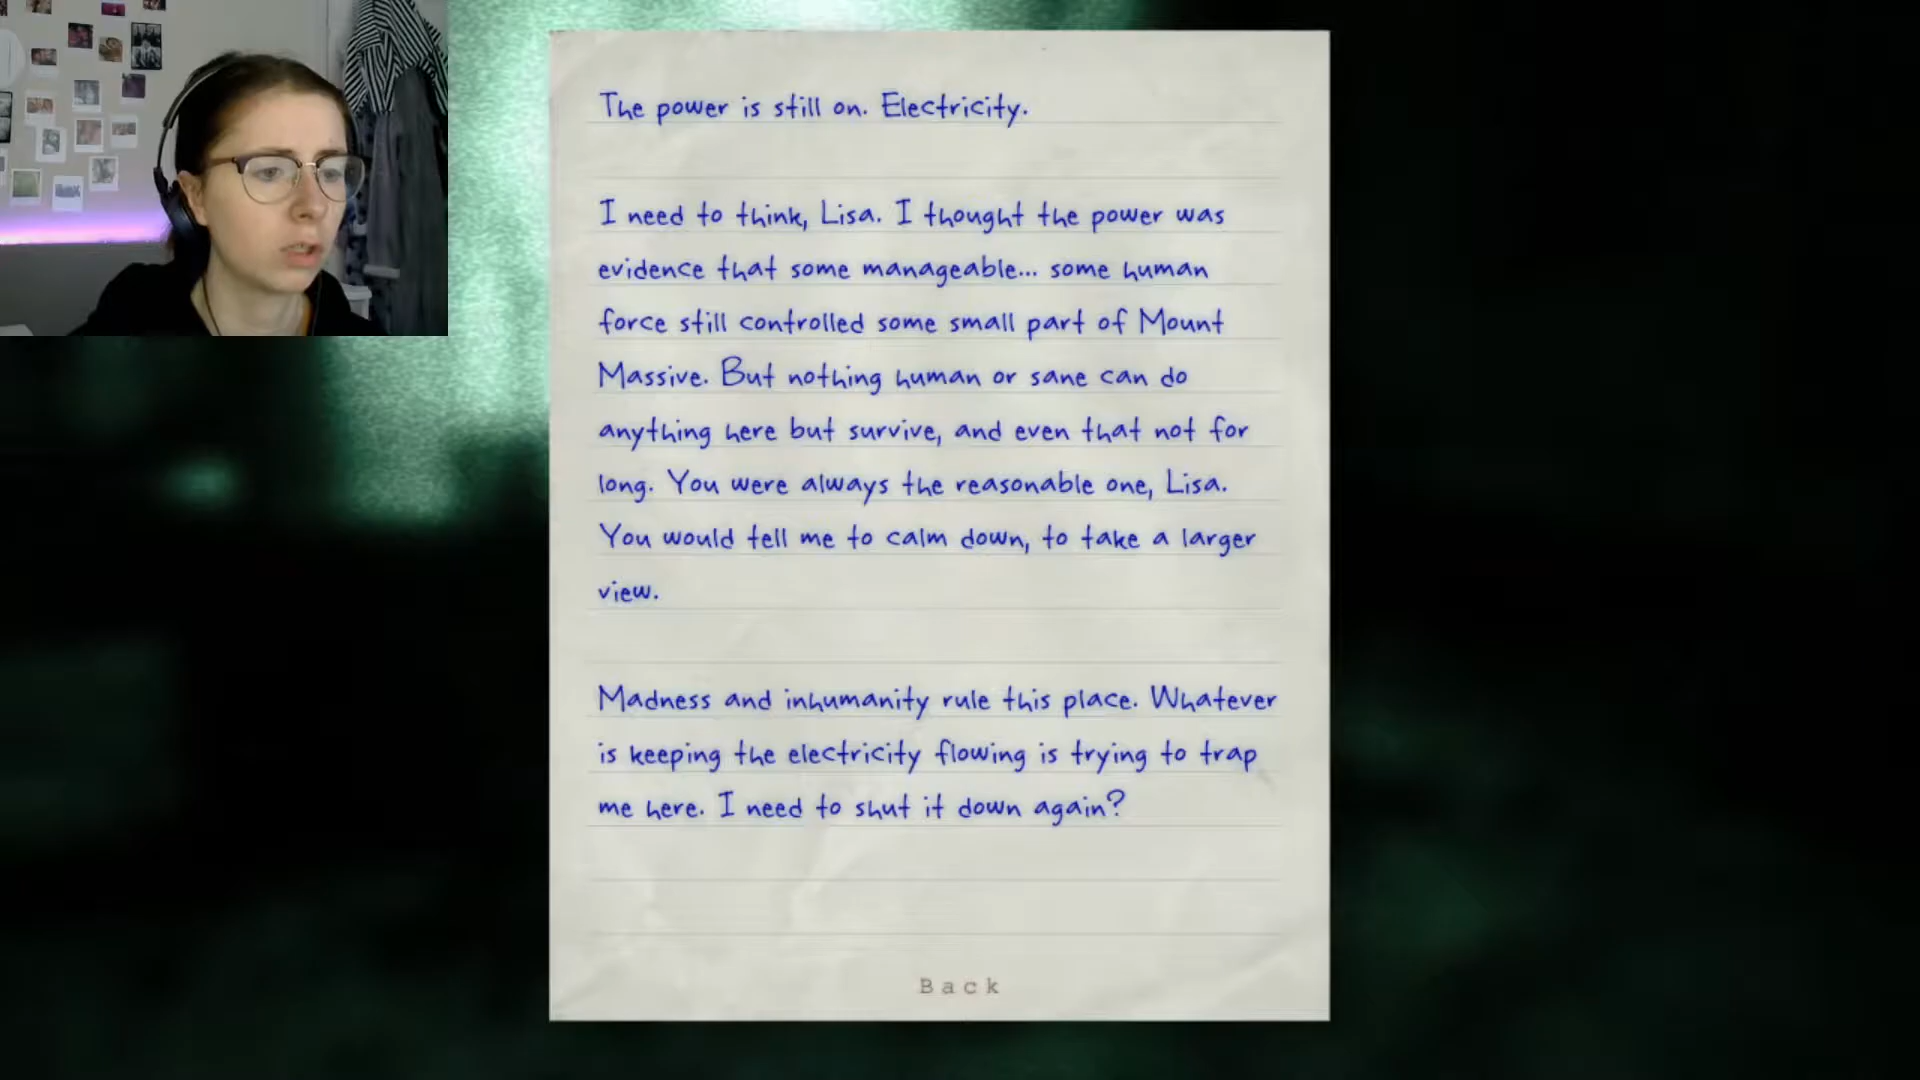 The power is still on. Electricity.
I need to think, Lisa. I thought the power was
evidence that some manageable... some human
force still controlled some small part of Mount
Massive. But nothing human or sane can do
anything here but survive, and even that not for
long. You were always the reasonable one, Lisa.
You would tell me to calm down, to take a larger
view.
Madness and inhumanity rule this place. Whatever
is keeping the electricity flowing is trying to trap
me here. I need to shut it down again?
Back